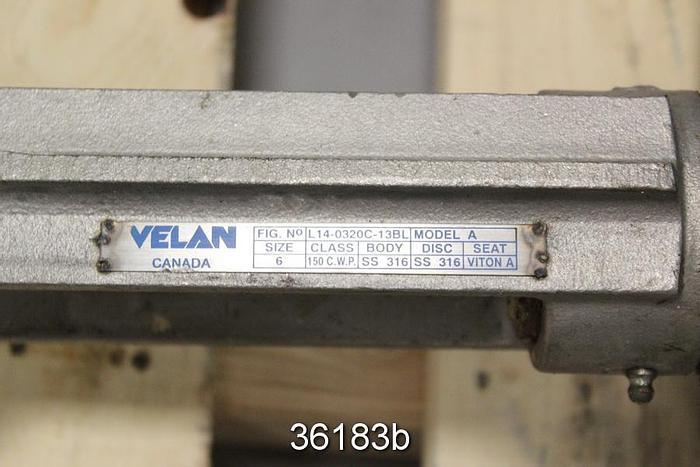 VELAN
CANADA
FIG. Nº L14-0320C-13BL MODEL A
SIZE CLASS BODY DISC SEAT
6 150 C.W.P. SS 316 SS 316 VITON A
36183b